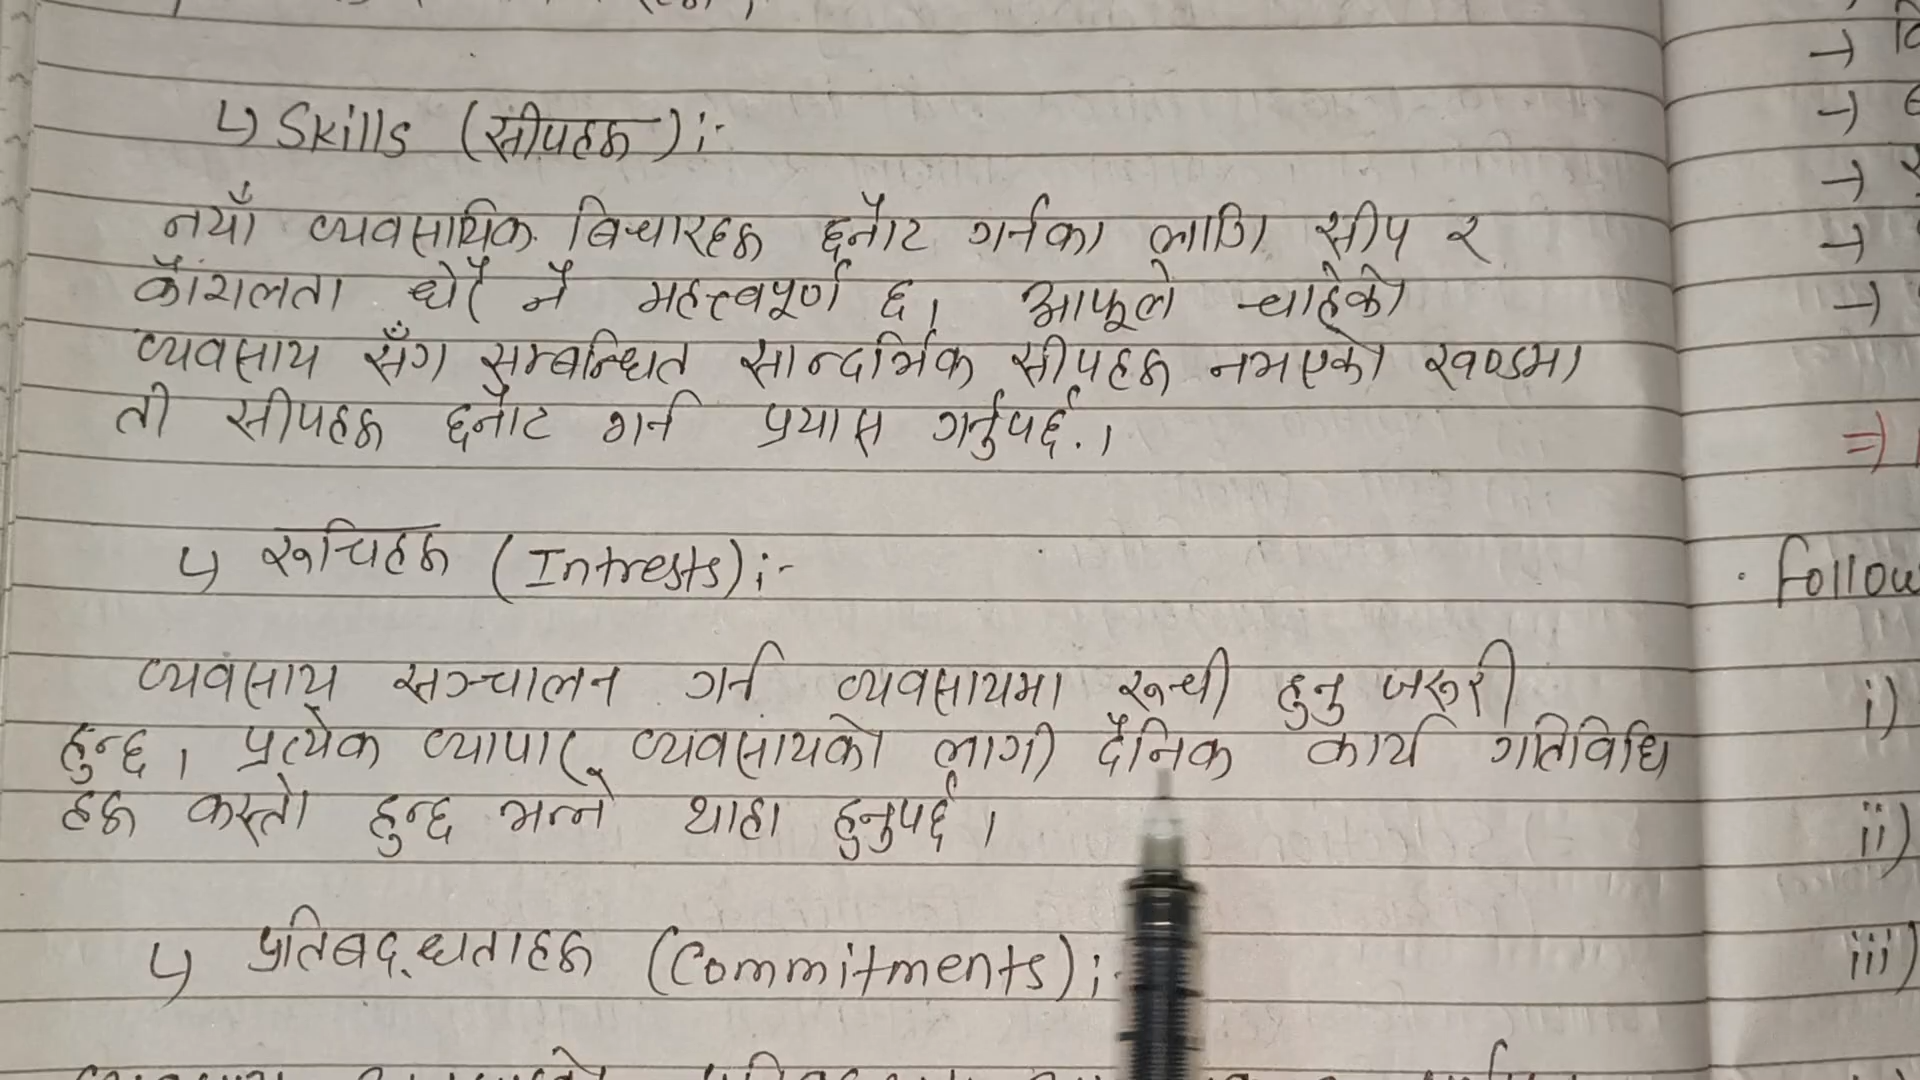 ↳ Skills (सीपहरू):-
नयाँ व्यवसायिक विचारहरू छनौट गर्नका लागि सीप र
कौशलता धेरै नै महत्त्वपूर्ण छ। आफूले चाहेको
व्यवसाय सँग सम्बन्धित सान्दर्भिक सीपहरू नभएको खण्डमा
ती सीपहरू छनौट गर्न प्रयास गर्नुपर्छ।
↳ रूचिहरू (Intrests):-
व्यवसाय सञ्चालन गर्न व्यवसायमा रूची हुनु जरूरी
हुन्छ। प्रत्येक व्यापार व्यवसायको लागी दैनिक कार्य गतिविधि
हरू कस्तो हुन्छ भन्ने थाहा हुनुपर्छ।
↳ प्रतिबद्धताहरू (Commitments):-
→
→
→
→
→
⇒
Follow
i)
ii)
iii)